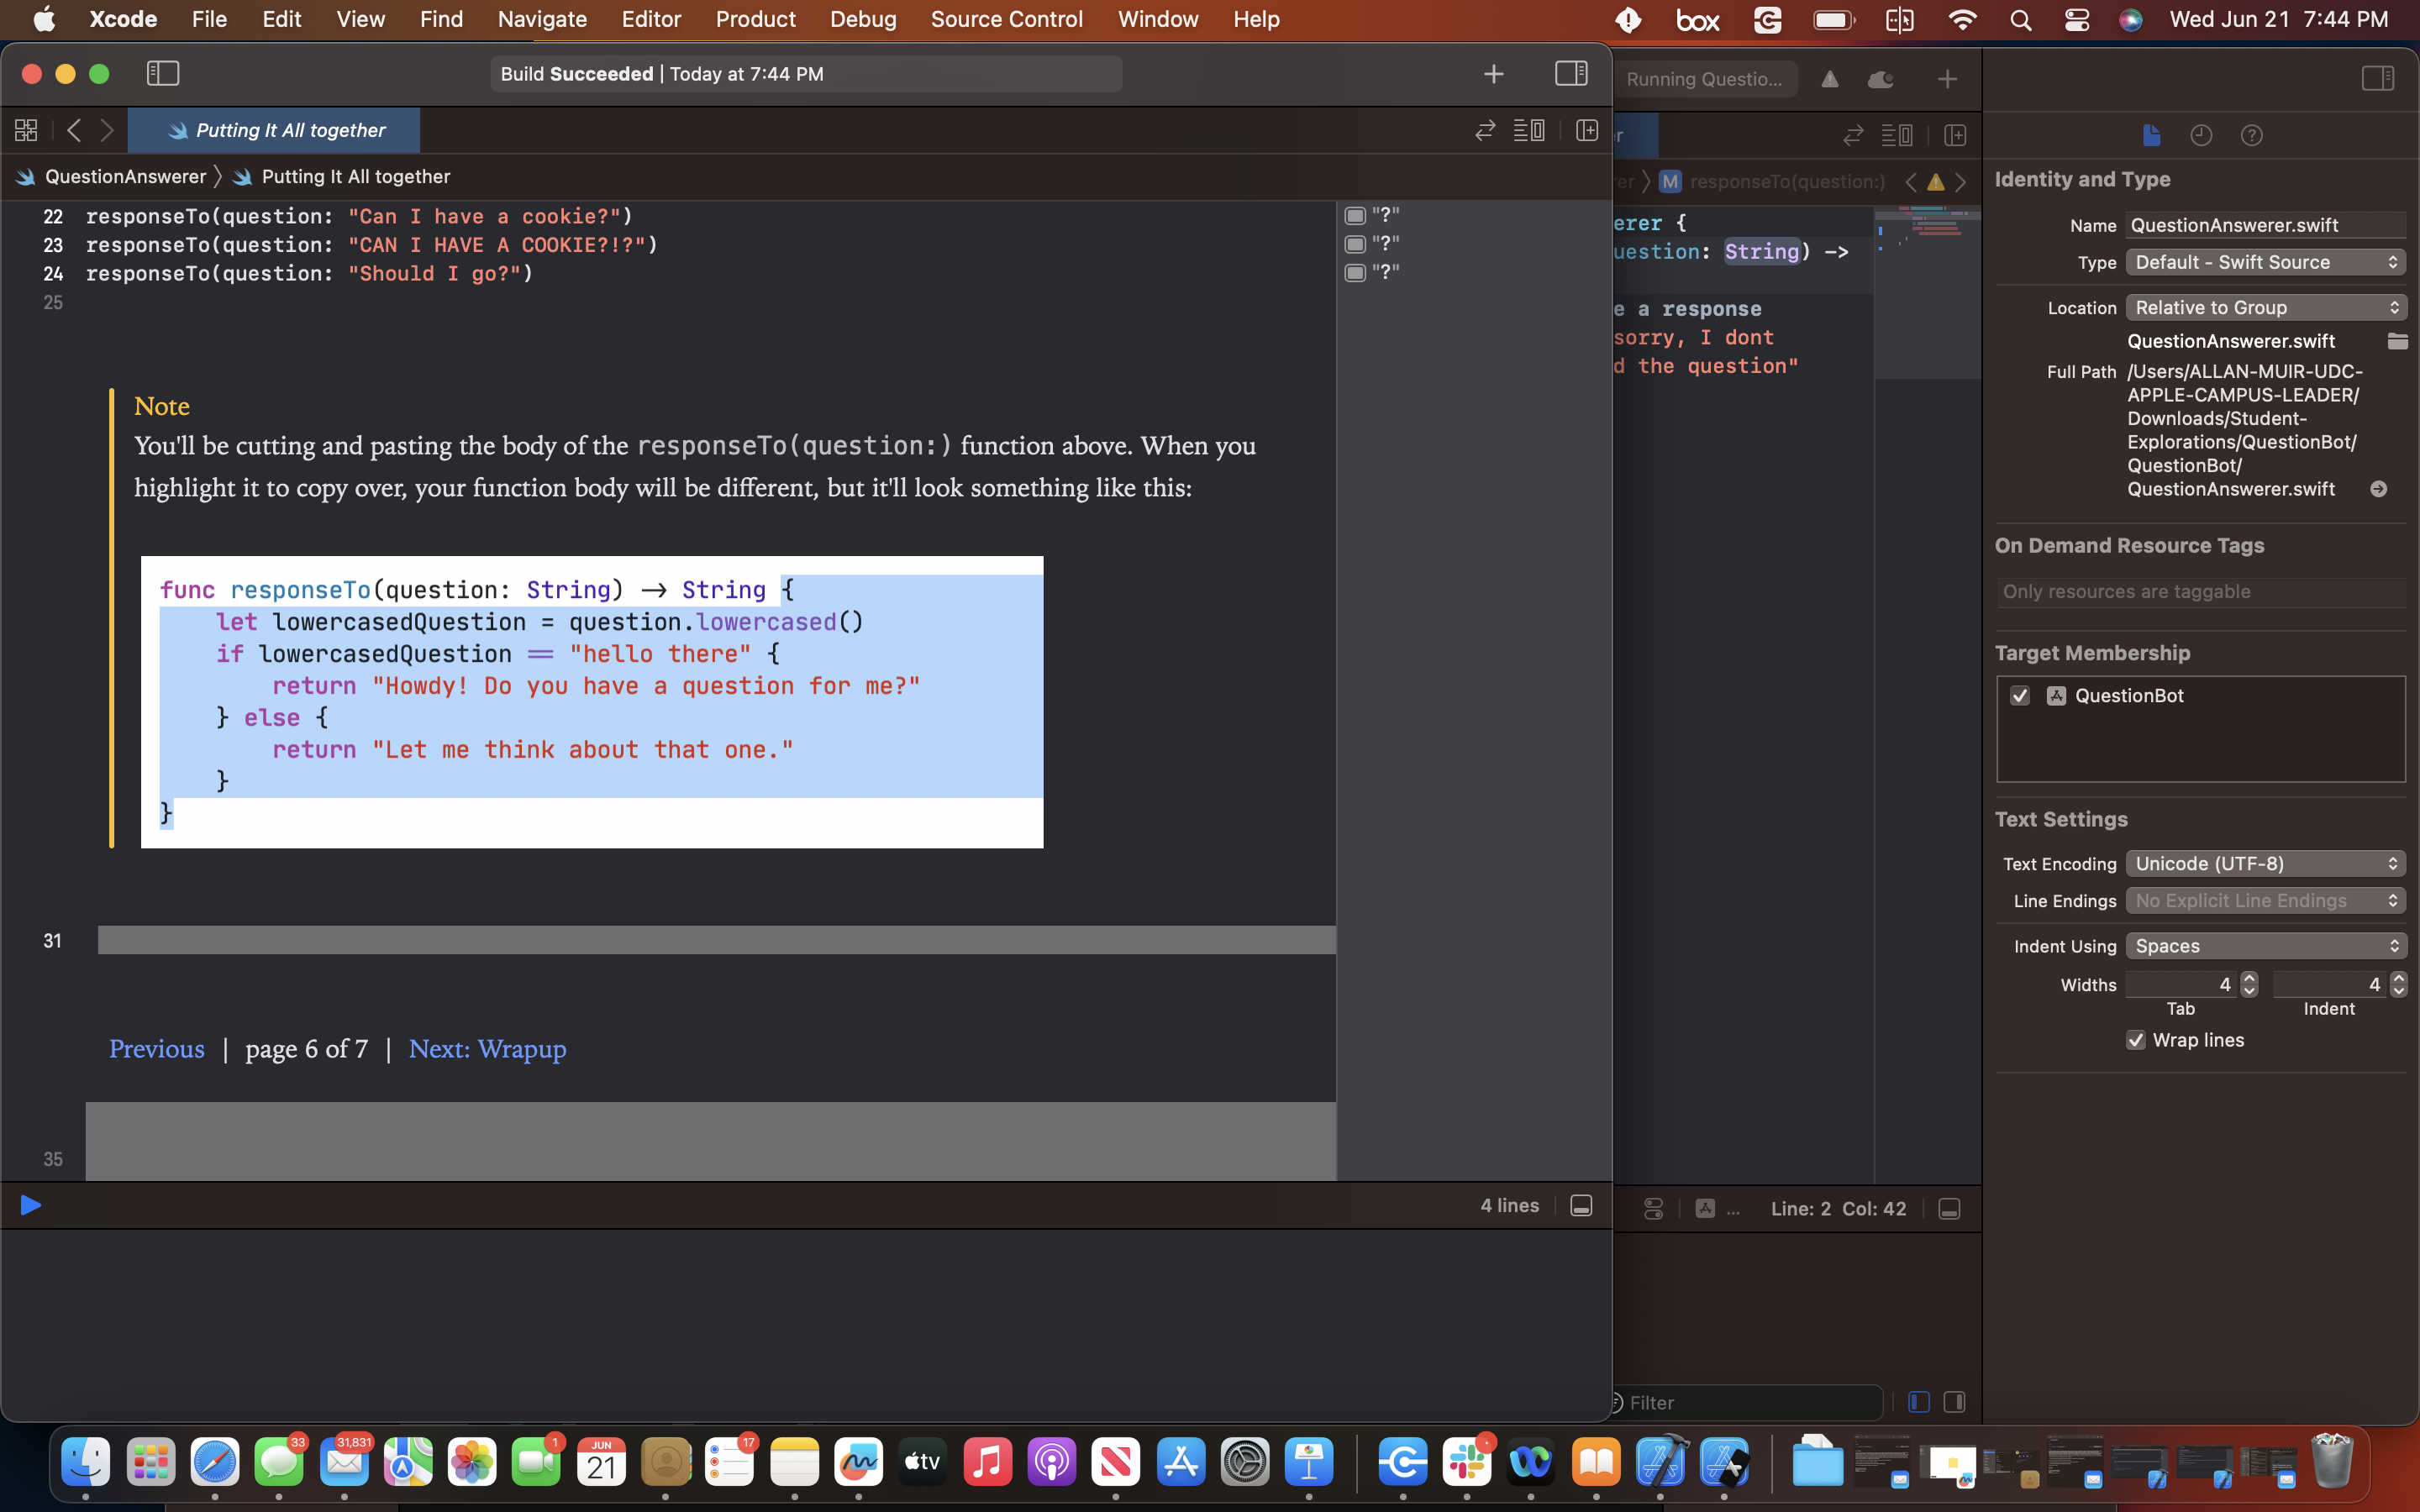 Xcode File Edit View Find Navigate Editor Product Debug Source Control Window Help box Wed Jun 21 7:44 PM
Build Succeeded | Today at 7:44 PM
Putting It All together
QuestionAnswerer 〉 Putting It All together
22 responseTo(question: "Can I have a cookie?")
23 responseTo(question: "CAN I HAVE A COOKIE?!?")
24 responseTo(question: "Should I go?")
25
"?"
"?"
"?"
Note
You'll be cutting and pasting the body of the responseTo(question:) function above. When you
highlight it to copy over, your function body will be different, but it'll look something like this:
func responseTo(question: String) -> String {
let lowercasedQuestion = question.lowercased()
if lowercasedQuestion == "hello there" {
return "Howdy! Do you have a question for me?"
} else {
return "Let me think about that one."
}
}
31
Previous | page 6 of 7 | Next: Wrapup
35
4 lines
Running Questio...
r
rer 〉 M responseTo(question:)
erer {
uestion: String) ->
e a response
sorry, I dont
d the question"
... Line: 2 Col: 42
Filter
Identity and Type
Name QuestionAnswerer.swift
Type Default - Swift Source
Location Relative to Group
QuestionAnswerer.swift
Full Path /Users/ALLAN-MUIR-UDC-
APPLE-CAMPUS-LEADER/
Downloads/Student-
Explorations/QuestionBot/
QuestionBot/
QuestionAnswerer.swift
On Demand Resource Tags
Only resources are taggable
Target Membership
QuestionBot
Text Settings
Text Encoding Unicode (UTF-8)
Line Endings No Explicit Line Endings
Indent Using Spaces
Widths 4 4
Tab Indent
Wrap lines
33 31,831 1 JUN 21 17 tv